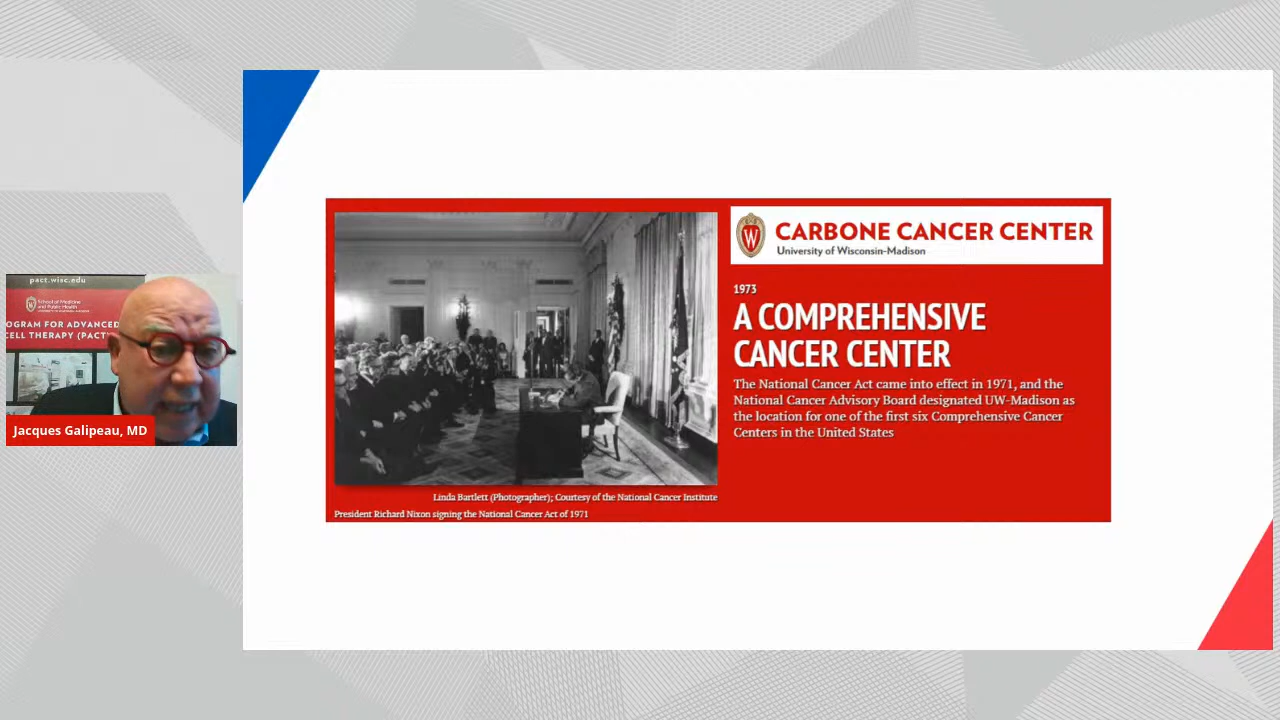 pact.wisc.edu
School of Medicine
and Public Health
OGRAM FOR ADVANCED
CELL THERAPY (PACT
Jacques Galipeau, MD
CARBONE CANCER CENTER
University of Wisconsin-Madison
1973
A COMPREHENSIVE
CANCER CENTER
The National Cancer Act came into effect in 1971, and the
National Cancer Advisory Board designated UW-Madison as
the location for one of the first six Comprehensive Cancer
Centers in the United States
Linda Bartlett (Photographer); Courtesy of the National Cancer Institute
President Richard Nixon signing the National Cancer Act of 1971
W